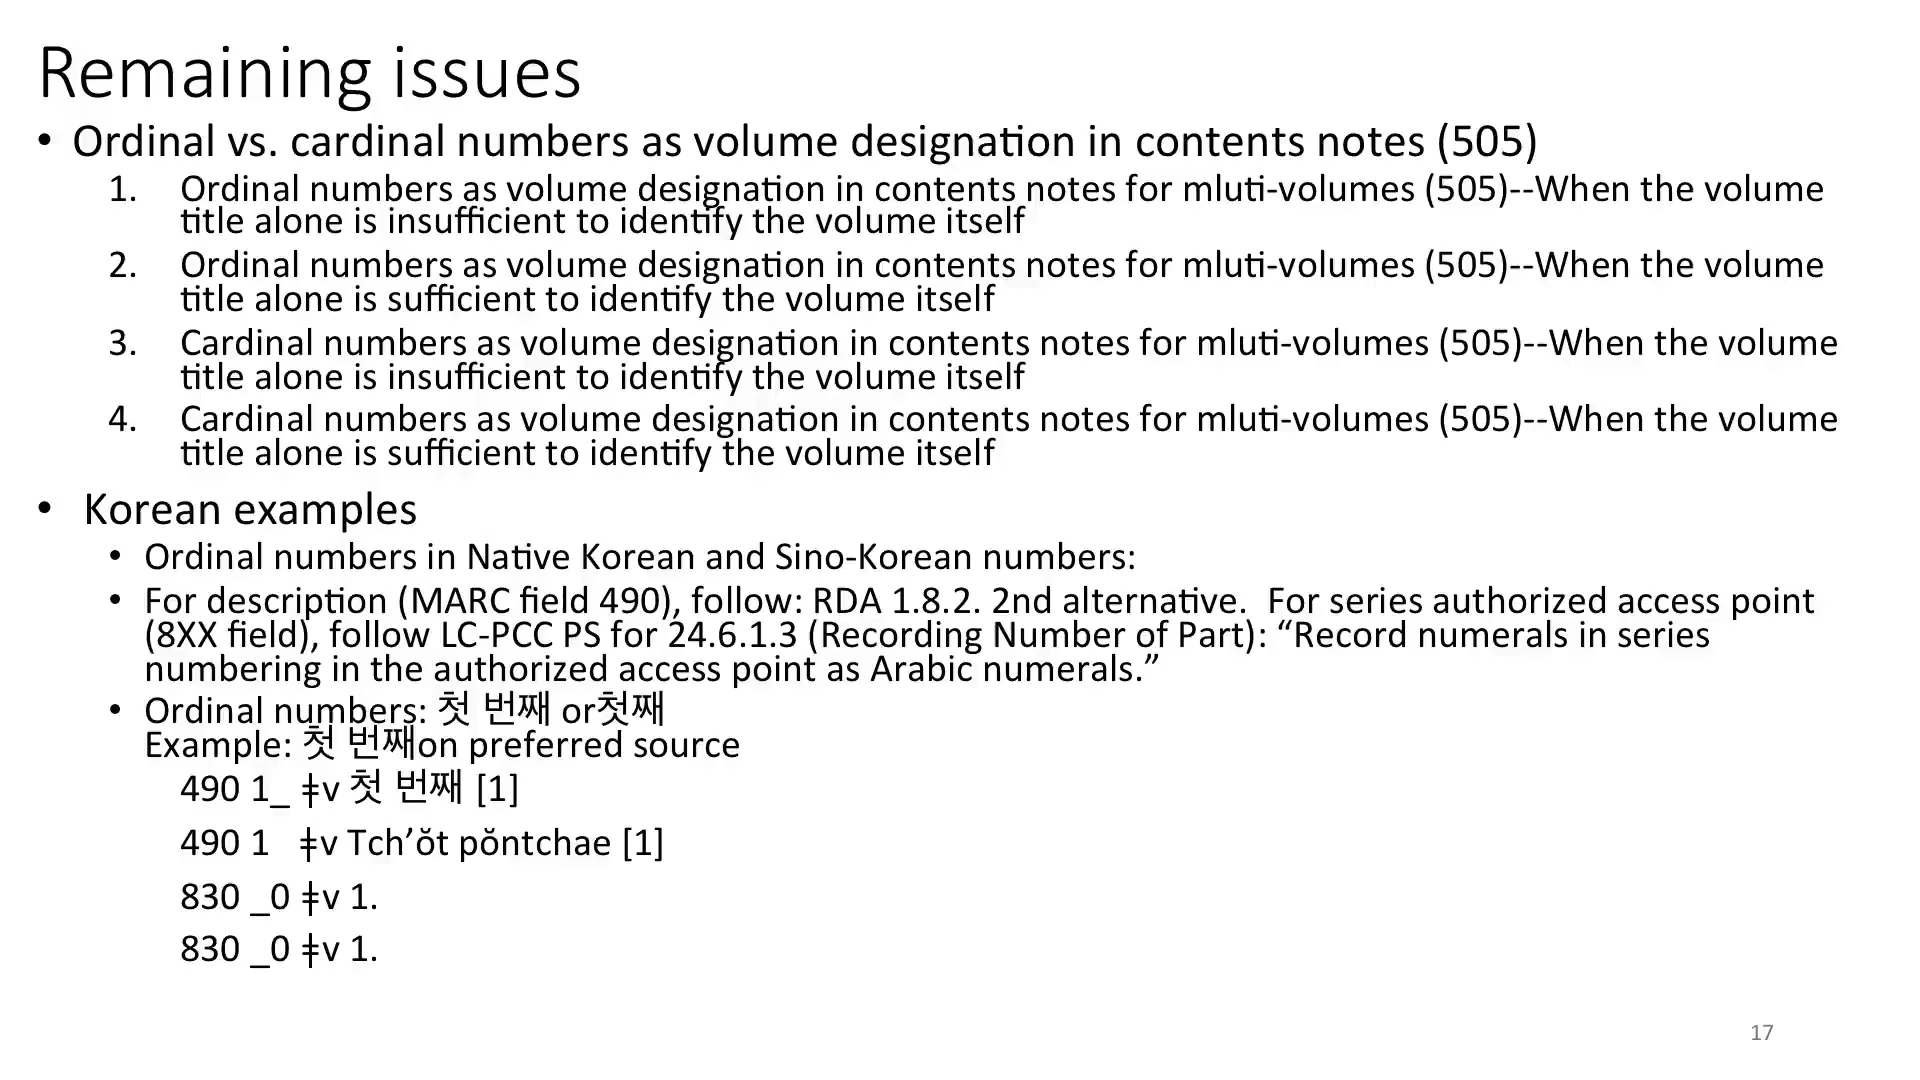 Remaining issues
• Ordinal vs. cardinal numbers as volume designation in contents notes (505)
1. Ordinal numbers as volume designation in contents notes for mluti-volumes (505)--When the volume
title alone is insufficient to identify the volume itself
2. Ordinal numbers as volume designation in contents notes for mluti-volumes (505)--When the volume
title alone is sufficient to identify the volume itself
3. Cardinal numbers as volume designation in contents notes for mluti-volumes (505)--When the volume
title alone is insufficient to identify the volume itself
4. Cardinal numbers as volume designation in contents notes for mluti-volumes (505)--When the volume
title alone is sufficient to identify the volume itself
• Korean examples
• Ordinal numbers in Native Korean and Sino-Korean numbers:
• For description (MARC field 490), follow: RDA 1.8.2. 2nd alternative.  For series authorized access point
(8XX field), follow LC-PCC PS for 24.6.1.3 (Recording Number of Part): “Record numerals in series
numbering in the authorized access point as Arabic numerals.”
• Ordinal numbers: 첫 번째 or첫째
Example: 첫 번째on preferred source
490 1_ ǂv 첫 번째 [1]
490 1   ǂv Tch’ŏt pŏntchae [1]
830 _0 ǂv 1.
830 _0 ǂv 1.
17